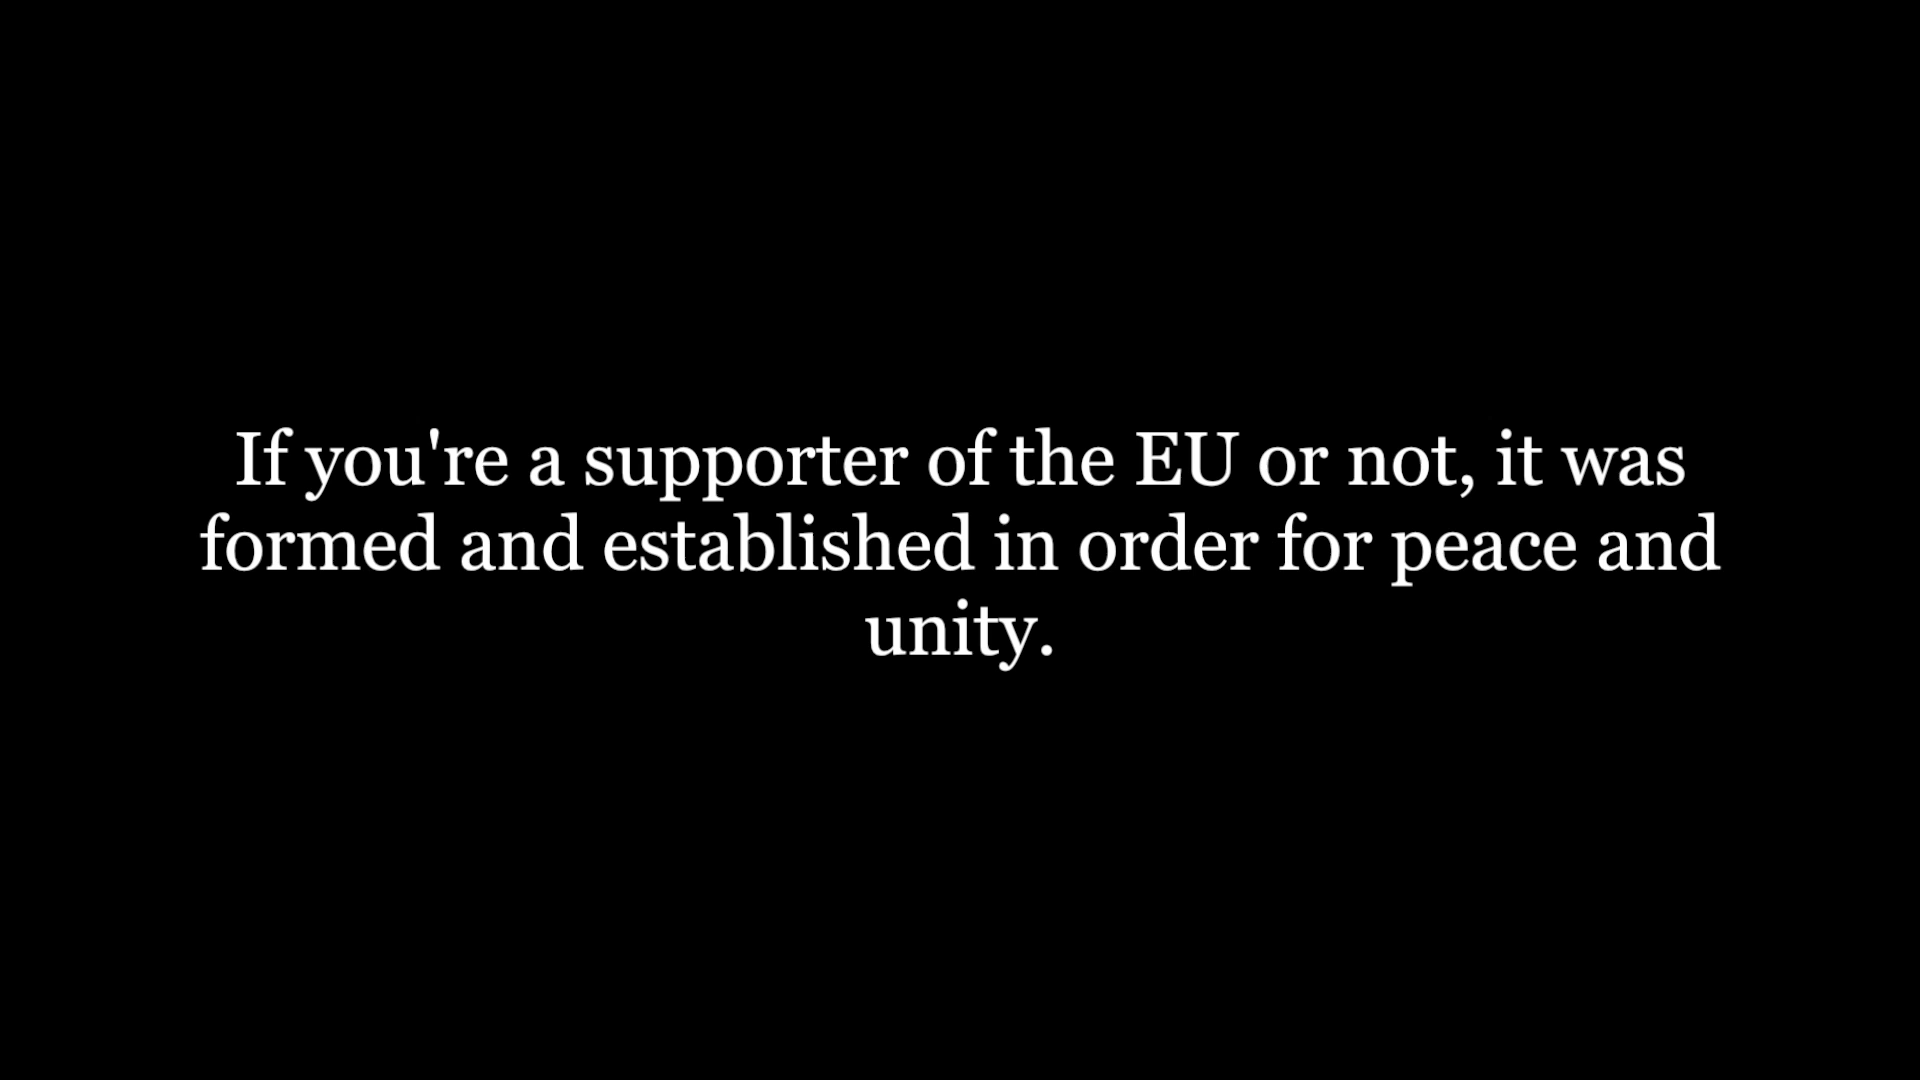 If you're a supporter of the EU or not, it was
formed and established in order for peace and
unity.